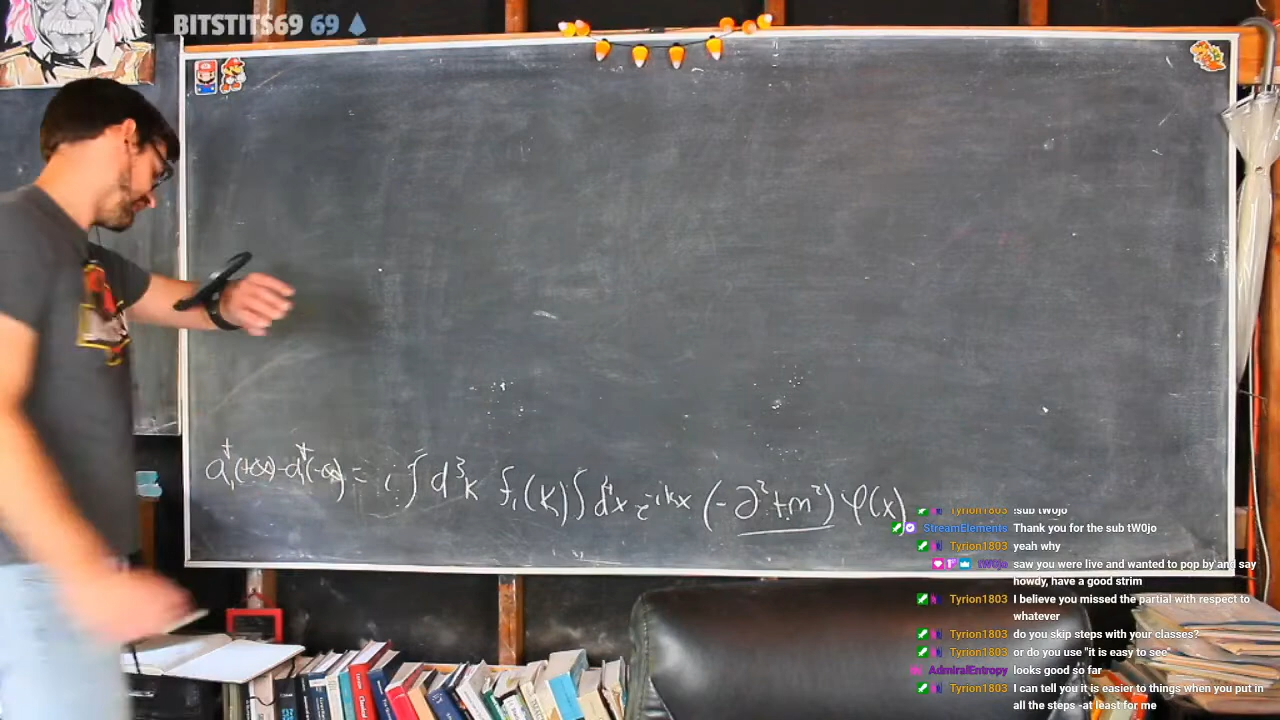 BITSTITS69 69
a₁†(+∞) - a₁†(-∞) = i ∫ d³k f₁(k) ∫ d⁴x e⁻ⁱᵏˣ (-∂²+m²) φ(x)
Tyrion1803 !sub tW0jo
StreamElements Thank you for the sub tW0jo
Tyrion1803 yeah why
tW0jo saw you were live and wanted to pop by and say
howdy, have a good strim
Tyrion1803 I believe you missed the partial with respect to
whatever
Tyrion1803 do you skip steps with your classes?
Tyrion1803 or do you use "it is easy to see"
AdmiralEntropy looks good so far
Tyrion1803 I can tell you it is easier to things when you put in
all the steps -at least for me